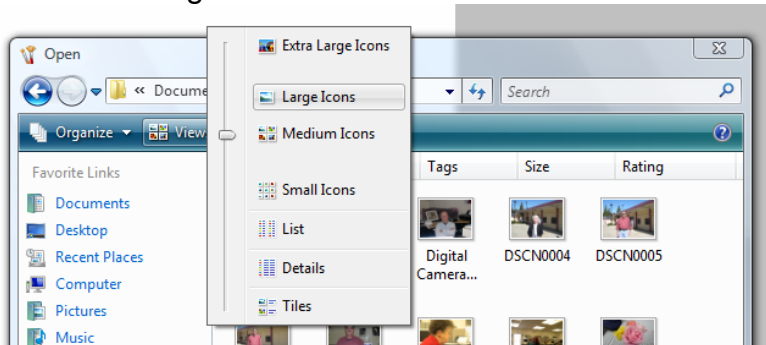 Open
« Docume
Search
Organize
View
Extra Large Icons
Large Icons
Medium Icons
Small Icons
List
Details
Tiles
Favorite Links
Documents
Desktop
Recent Places
Computer
Pictures
Music
Tags Size Rating
Digital
Camera...
DSCN0004
DSCN0005